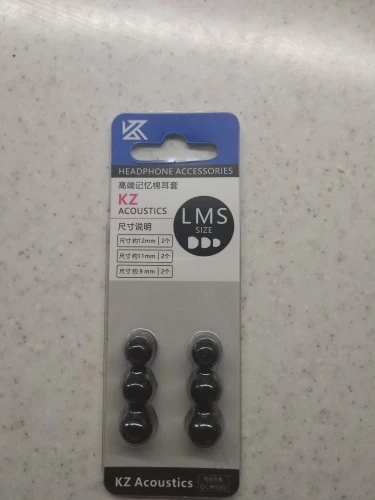 KZ
HEADPHONE ACCESSORIES
高端记忆棉耳套
KZ
ACOUSTICS
LMS
SIZE
尺寸说明
尺寸 约12mm 2个
尺寸 约11mm 2个
尺寸 约 9 mm 2个
KZ Acoustics